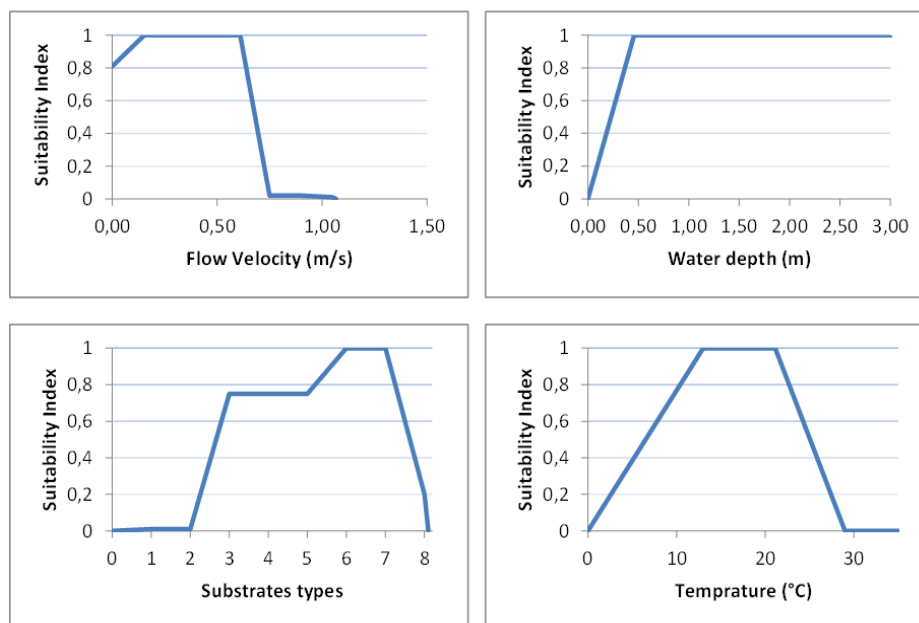 Suitability Index
1
0,8
0,6
0,4
0,2
0
0,00 0,50 1,00 1,50
Flow Velocity (m/s)
Suitability Index
1
0,8
0,6
0,4
0,2
0
0,00 0,50 1,00 1,50 2,00 2,50 3,00
Water depth (m)
Suitability Index
1
0,8
0,6
0,4
0,2
0
0 1 2 3 4 5 6 7 8
Substrates types
Suitability Index
1
0,8
0,6
0,4
0,2
0
0 10 20 30
Temprature (°C)